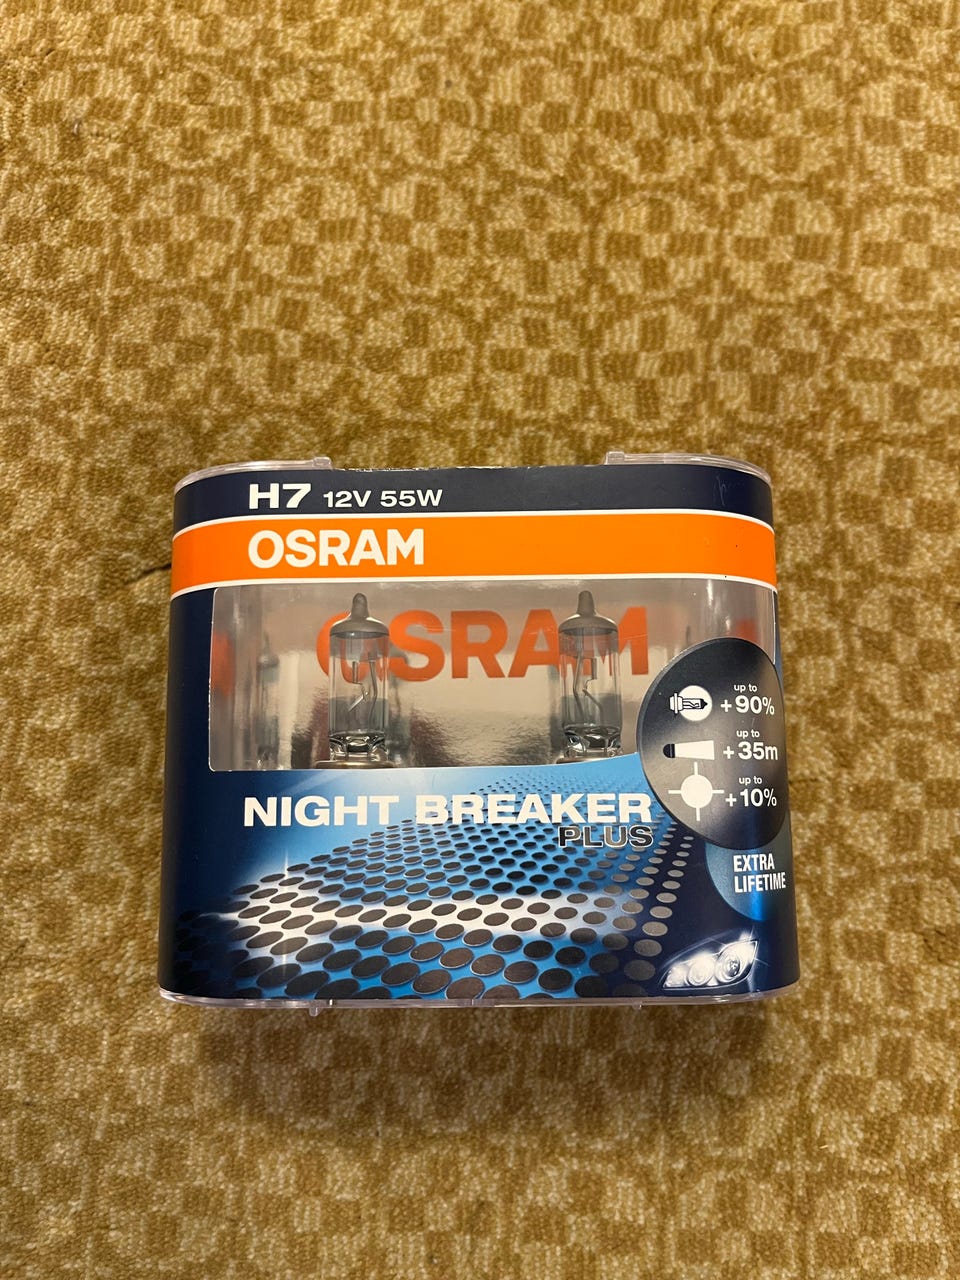 H7 12V 55W
OSRAM
OSRAM
up to
+90%
up to
+35m
up to
+10%
NIGHT BREAKER
PLUS
EXTRA
LIFETIME